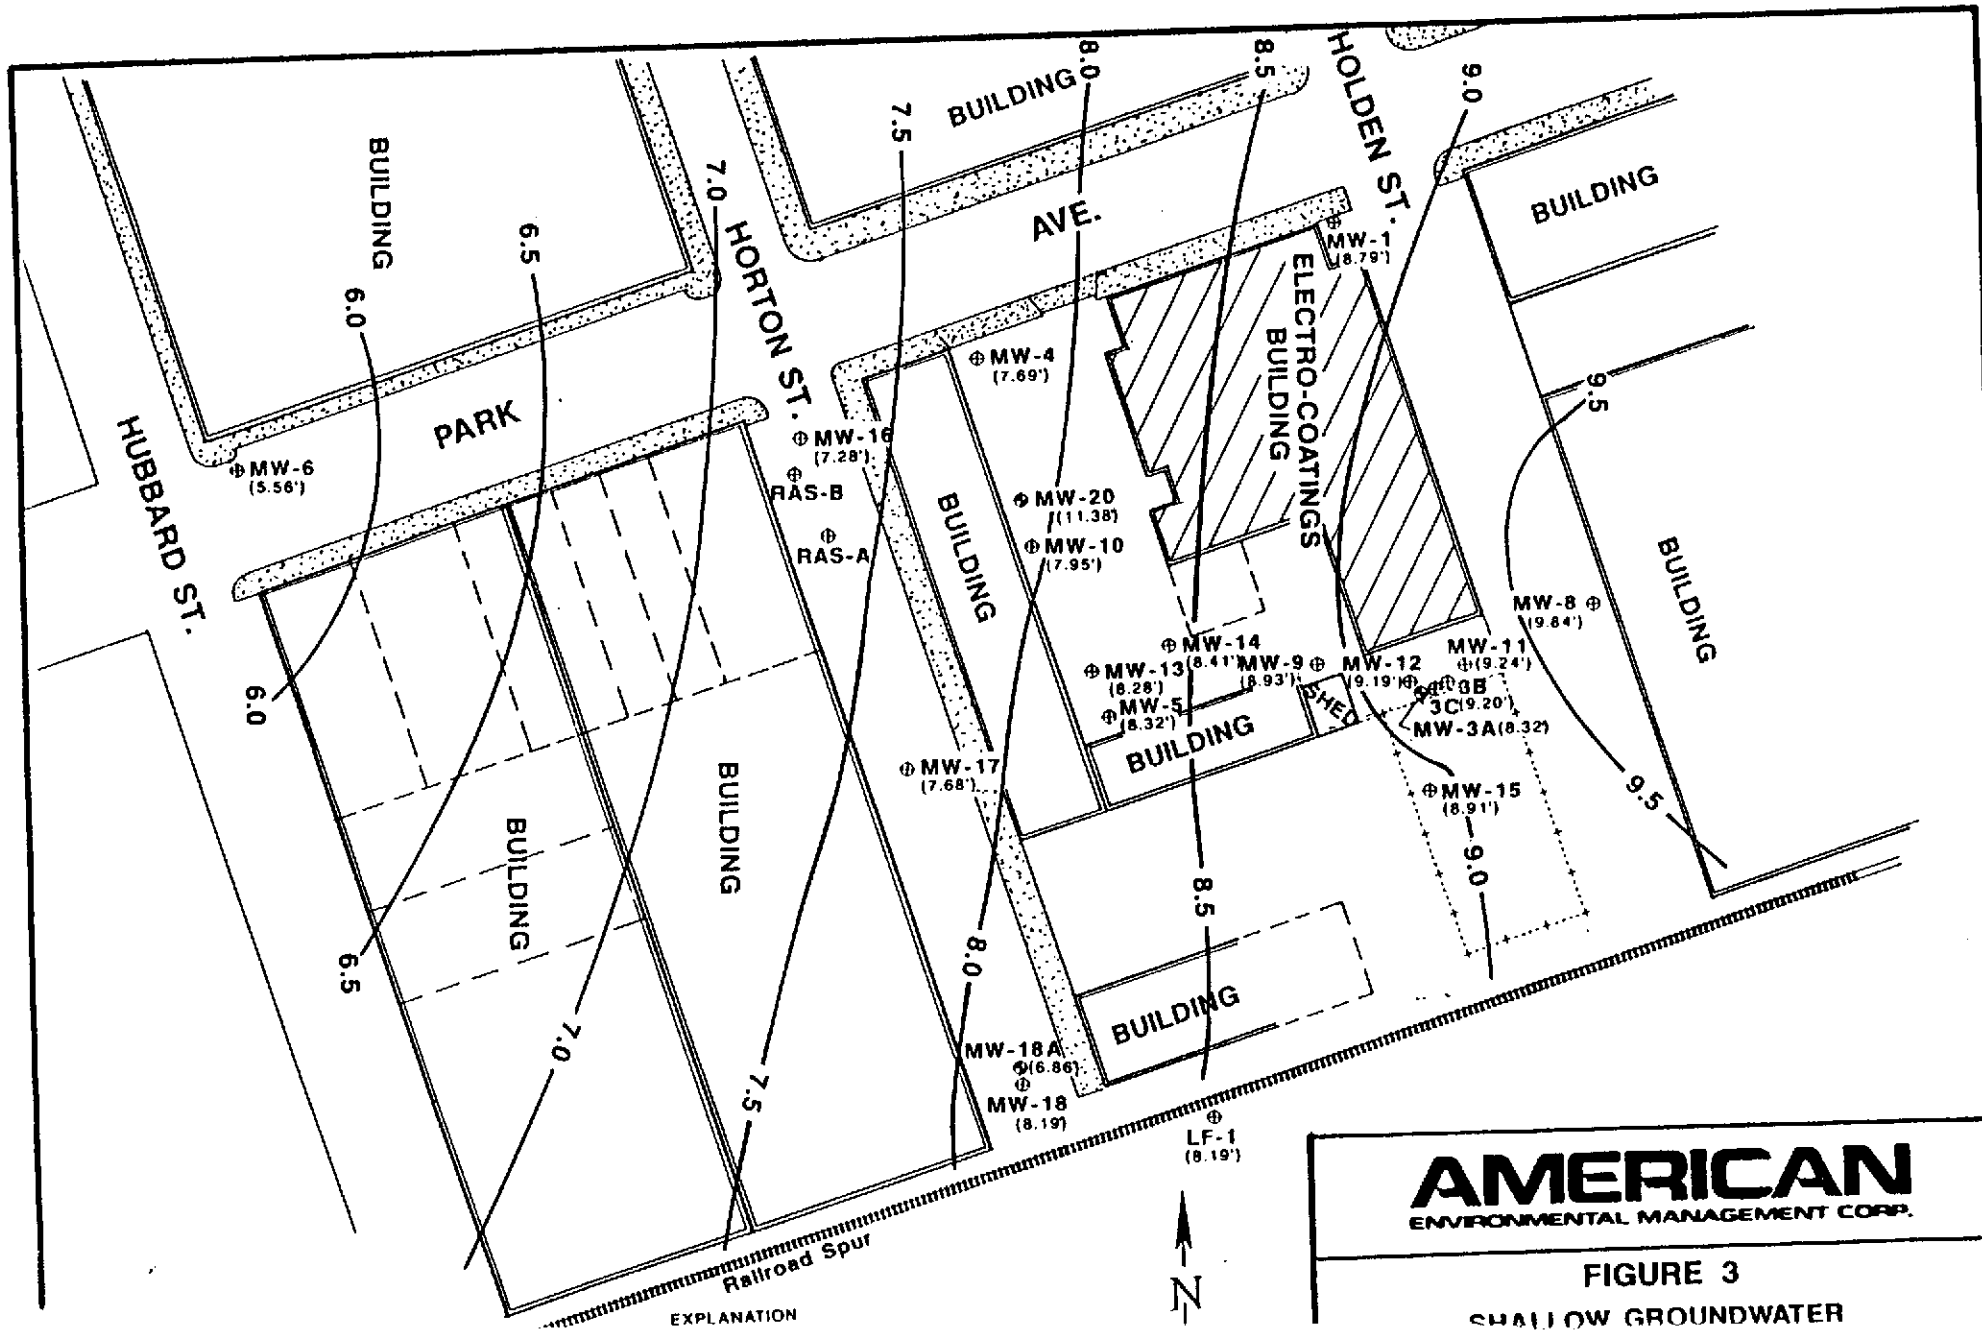 HOLDEN ST.
8.0
8.5
9.0
BUILDING
7.5
BUILDING
7.0
BUILDING
AVE.
6.5
HORTON ST.
MW-1
(8.79')
6.0
ELECTRO-COATINGS
BUILDING
MW-4
(7.69')
9.5
PARK
HUBBARD ST.
MW-16
(7.28')
MW-6
(5.56')
RAS-B
MW-20
(11.38')
BUILDING
RAS-A
MW-10
(7.95')
BUILDING
MW-8
(9.84')
MW-14
(8.41')
MW-9
(8.93')
MW-12
(9.19')
MW-11
(9.24')
MW-13
(8.28')
3B
3C(9.20')
MW-3A(8.32')
6.0
SHED
MW-5
(8.32')
BUILDING
MW-17
(7.68')
MW-15
(8.91')
9.5
BUILDING
BUILDING
9.0
8.5
6.5
8.0
BUILDING
7.0
MW-18A
(6.86')
7.5
MW-18
(8.19')
LF-1
(8.19')
Railroad Spur
N
EXPLANATION
AMERICAN
ENVIRONMENTAL MANAGEMENT CORP.
FIGURE 3
SHALLOW GROUNDWATER